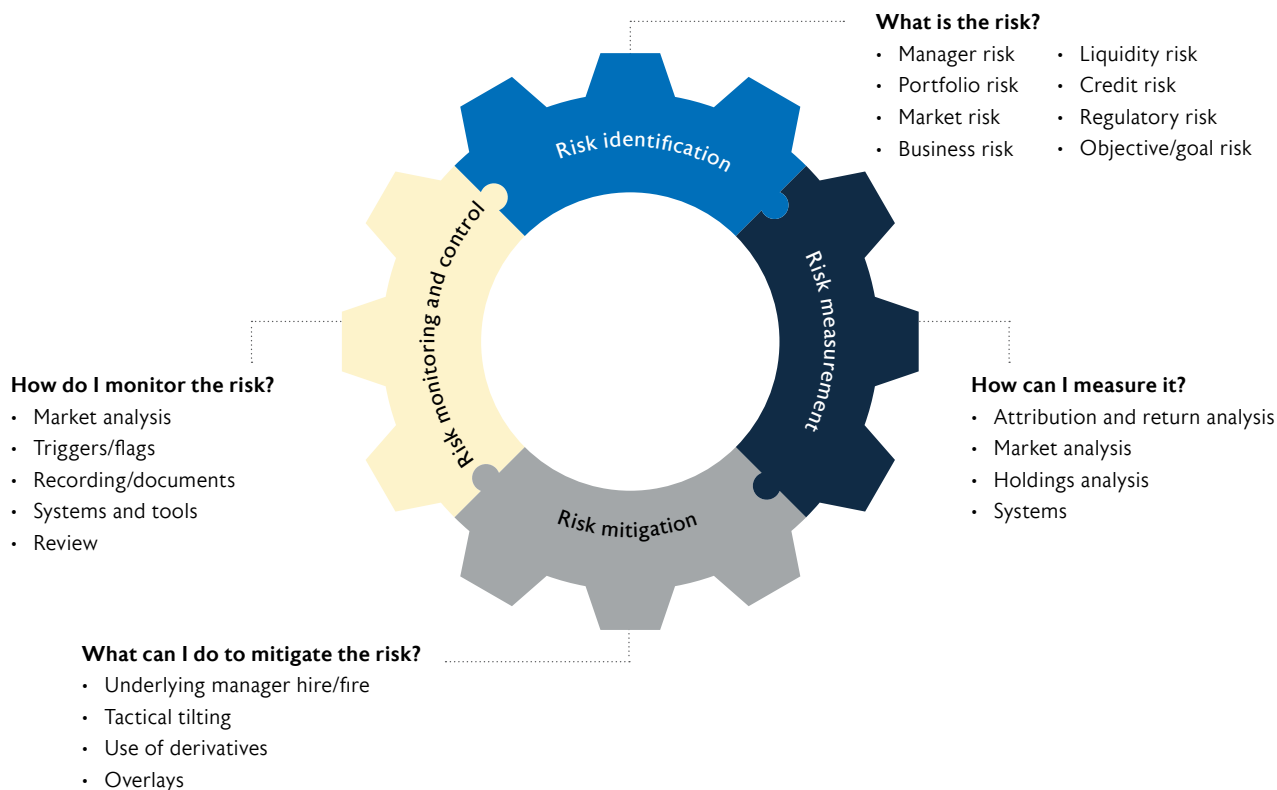 What is the risk?
• Manager risk
• Portfolio risk
• Market risk
• Business risk
• Liquidity risk
• Credit risk
• Regulatory risk
• Objective/goal risk
Risk identification
Risk measurement
Risk mitigation
Risk monitoring and control
How can I measure it?
• Attribution and return analysis
• Market analysis
• Holdings analysis
• Systems
What can I do to mitigate the risk?
• Underlying manager hire/fire
• Tactical tilting
• Use of derivatives
• Overlays
How do I monitor the risk?
• Market analysis
• Triggers/flags
• Recording/documents
• Systems and tools
• Review